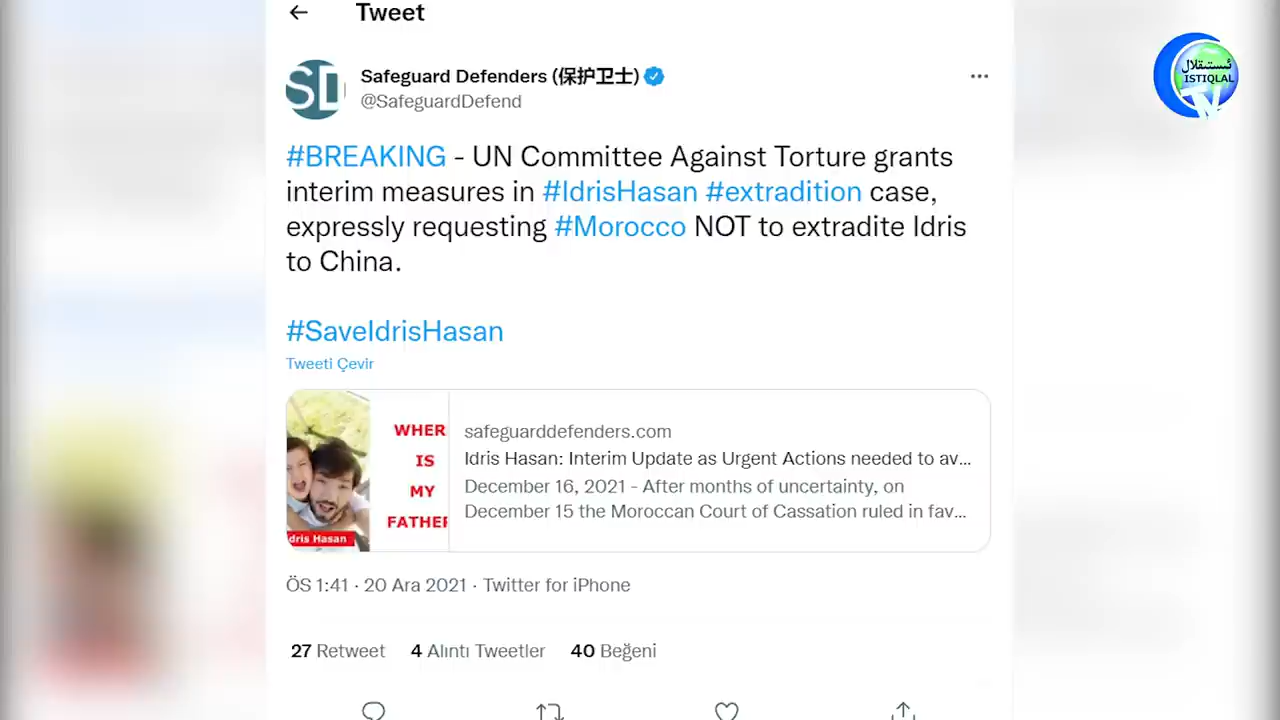 Tweet
Safeguard Defenders (保护卫士)
@SafeguardDefend
#BREAKING - UN Committee Against Torture grants
interim measures in #IdrisHasan #extradition case,
expressly requesting #Morocco NOT to extradite Idris
to China.
#SaveIdrisHasan
Tweeti Çevir
WHER
IS
MY
FATHER
dris Hasan
safeguarddefenders.com
Idris Hasan: Interim Update as Urgent Actions needed to av...
December 16, 2021 - After months of uncertainty, on
December 15 the Moroccan Court of Cassation ruled in fav...
ÖS 1:41 · 20 Ara 2021 · Twitter for iPhone
27 Retweet 4 Alıntı Tweetler 40 Beğeni
SD
ئىستىقلال
ISTIQLAL
TV